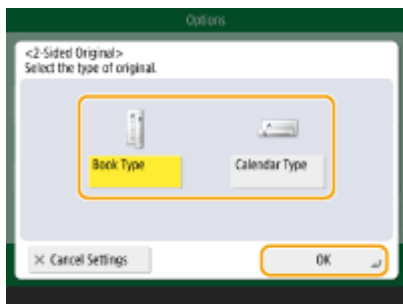 Options
<2-Sided Original>
Select the type of original.
Book Type
Calendar Type
× Cancel Settings
OK